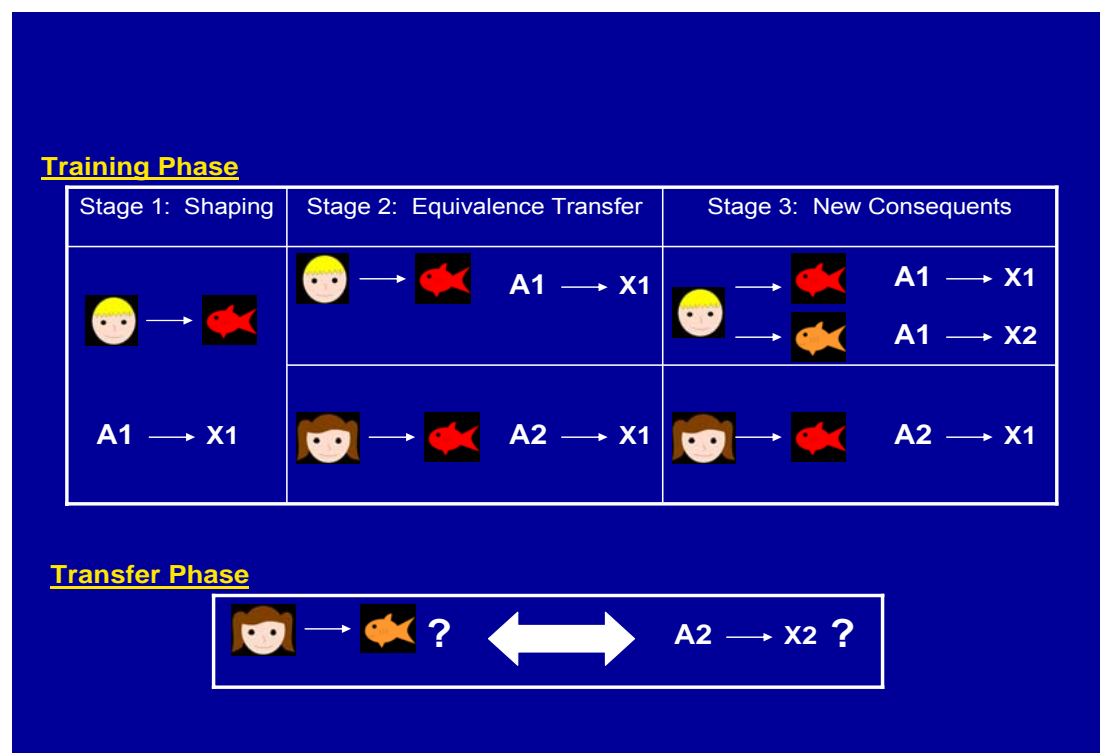 Training Phase
Stage 1: Shaping
Stage 2: Equivalence Transfer
Stage 3: New Consequents
A1 → X1
A1 → X1
A1 → X1
A1 → X2
A2 → X1
A2 → X1
Transfer Phase
?
A2 → X2 ?